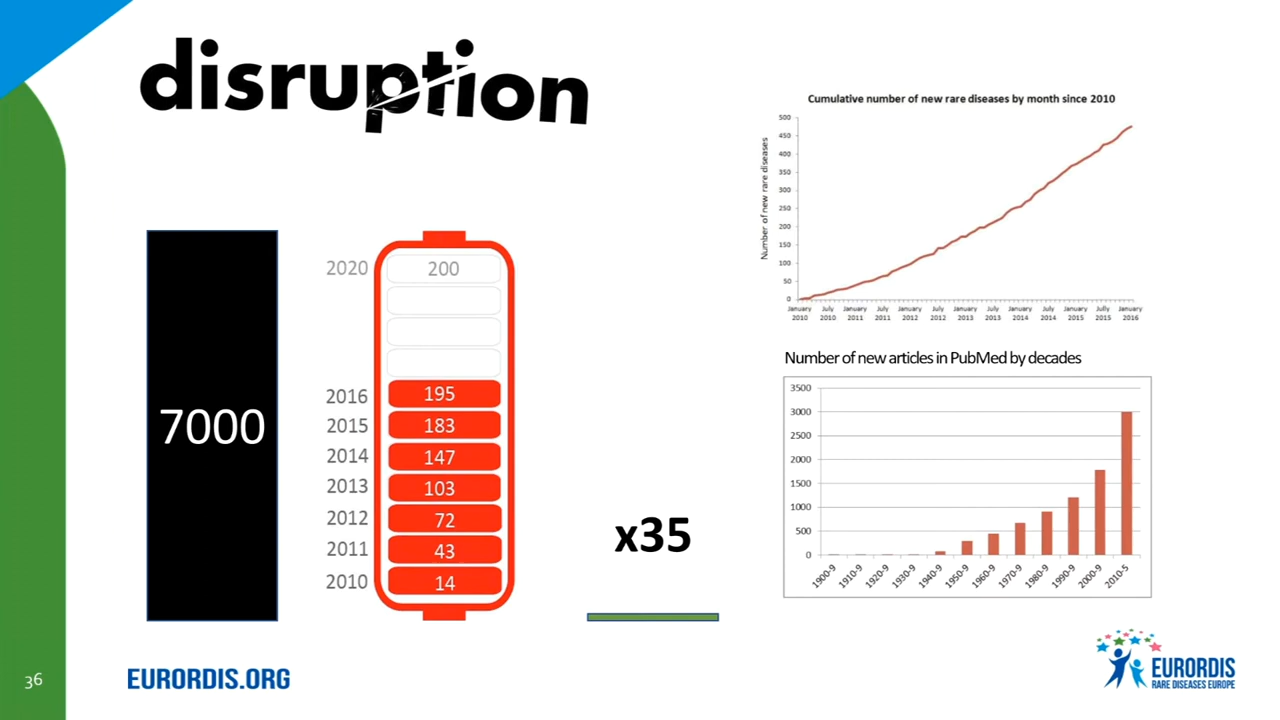 disruption
7000
2020 200
2016 195
2015 183
2014 147
2013 103
2012 72
2011 43
2010 14
x35
Cumulative number of new rare diseases by month since 2010
Number of new rare diseases
500
450
400
350
300
250
200
150
100
50
0
January 2010
July 2010
January 2011
July 2011
January 2012
July 2012
January 2013
July 2013
January 2014
July 2014
January 2015
July 2015
January 2016
Number of new articles in PubMed by decades
3500
3000
2500
2000
1500
1000
500
0
1900-9
1910-9
1920-9
1930-9
1940-9
1950-9
1960-9
1970-9
1980-9
1990-9
2000-9
2010-5
36
EURORDIS.ORG
EURORDIS
RARE DISEASES EUROPE